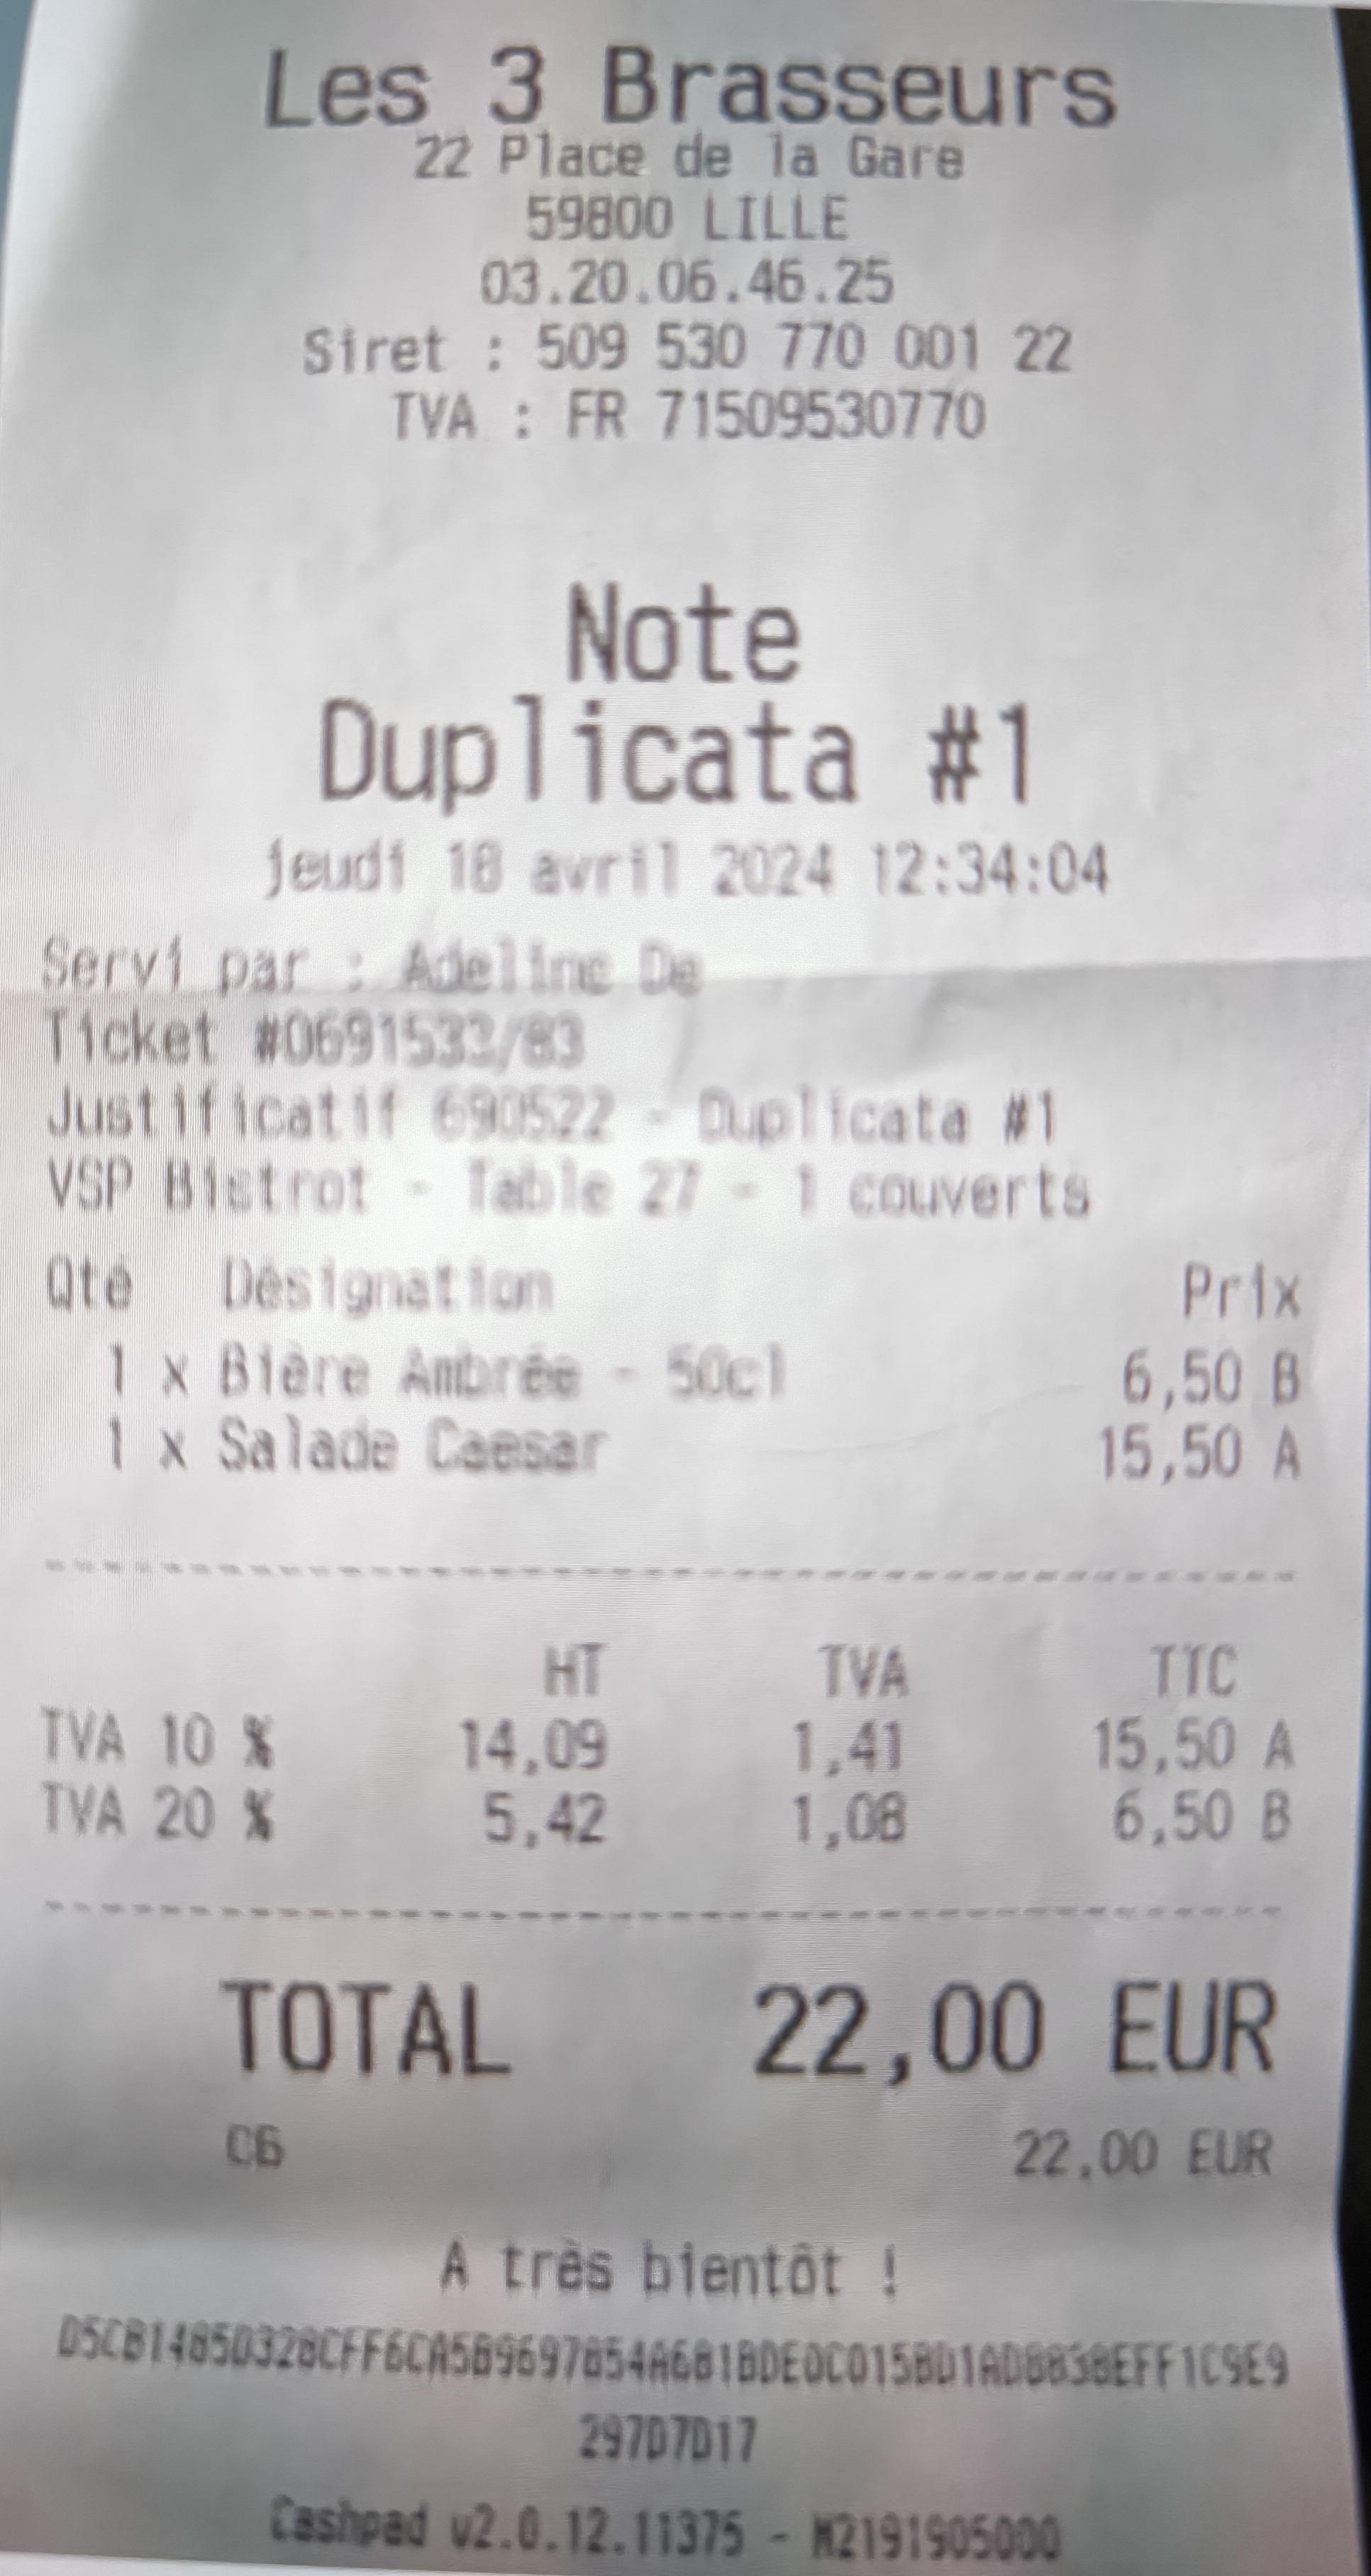 Les 3 Brasseurs
22 Place de la Gare
59800 LILLE
03.20.06.46.25
Siret : 509 530 770 001 22
TVA : FR 71509530770
Note
Duplicata #1
jeudi 18 avril 2024 12:34:04
Servi par : Adeline De
Ticket #0691533/83
Justificatif 690522 - Duplicata #1
VSP Bistrot - Table 27 - 1 couverts
Qté Désignation Prix
1 x Bière Ambrée - 50cl 6,50 B
1 x Salade Caesar 15,50 A
HT TVA TTC
TVA 10 % 14,09 1,41 15,50 A
TVA 20 % 5,42 1,08 6,50 B
TOTAL 22,00 EUR
CB 22,00 EUR
A très bientôt !
297D7D17
Cashpad v2.0.12.11375 - M2191905000